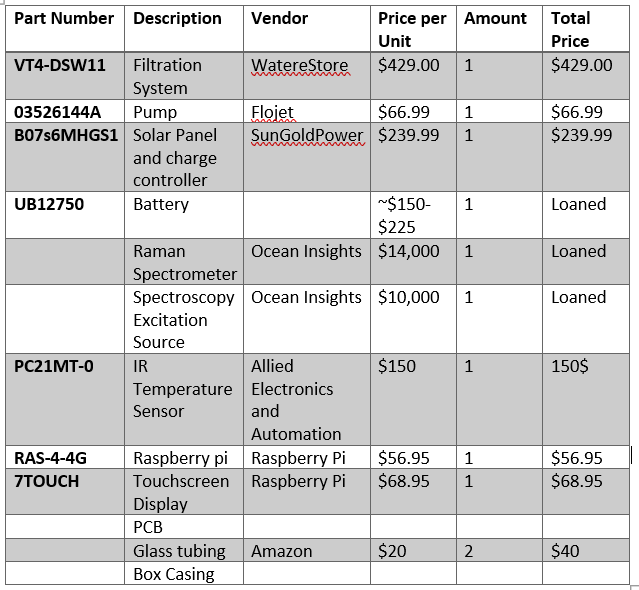 Part Number Description Vendor Price per Unit Amount Total Price
VT4-DSW11 Filtration System WatereStore $429.00 1 $429.00
03526144A Pump Flojet $66.99 1 $66.99
B07s6MHGS1 Solar Panel and charge controller SunGoldPower $239.99 1 $239.99
UB12750 Battery ~$150-$225 1 Loaned
Raman Spectrometer Ocean Insights $14,000 1 Loaned
Spectroscopy Excitation Source Ocean Insights $10,000 1 Loaned
PC21MT-0 IR Temperature Sensor Allied Electronics and Automation $150 1 150$
RAS-4-4G Raspberry pi Raspberry Pi $56.95 1 $56.95
7TOUCH Touchscreen Display Raspberry Pi $68.95 1 $68.95
PCB
Glass tubing Amazon $20 2 $40
Box Casing